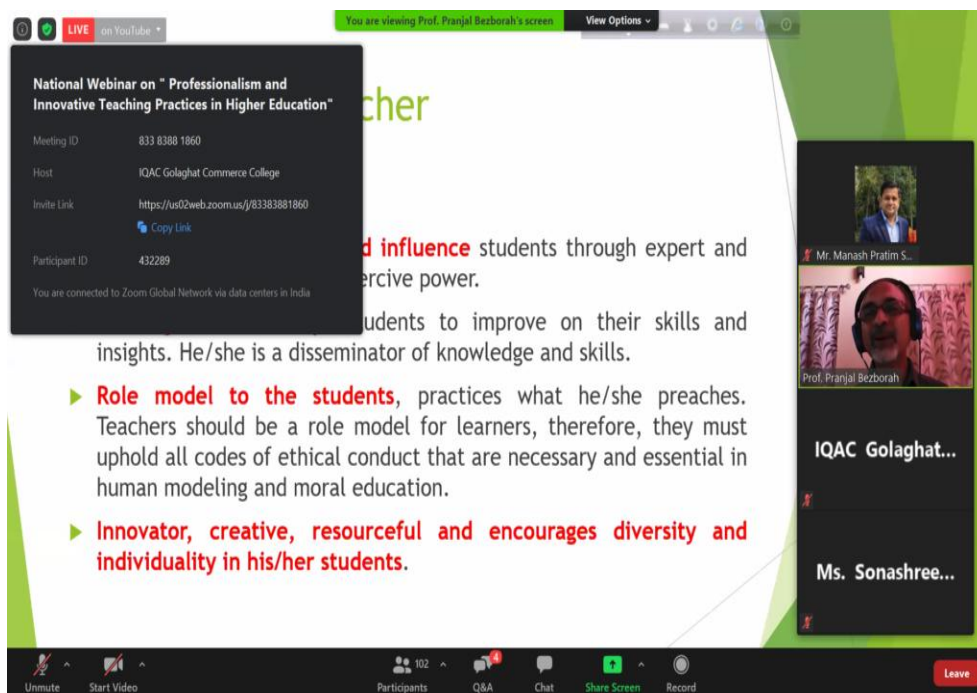 LIVE on YouTube
You are viewing Prof. Pranjal Bezborah's screen
View Options
National Webinar on " Professionalism and
Innovative Teaching Practices in Higher Education"
Meeting ID 833 8388 1860
Host IQAC Golaghat Commerce College
Invite Link https://us02web.zoom.us/j/83383881860
Copy Link
Participant ID 432289
You are connected to Zoom Global Network via data centers in India
cher
d influence students through expert and
ercive power.
udents to improve on their skills and
insights. He/she is a disseminator of knowledge and skills.
Role model to the students, practices what he/she preaches.
Teachers should be a role model for learners, therefore, they must
uphold all codes of ethical conduct that are necessary and essential in
human modeling and moral education.
Innovator, creative, resourceful and encourages diversity and
individuality in his/her students.
Mr. Manash Pratim S...
Prof. Pranjal Bezborah
IQAC Golaghat...
Ms. Sonashree...
Unmute
Start Video
102
Participants
4
Q&A
Chat
Share Screen
Record
Leave